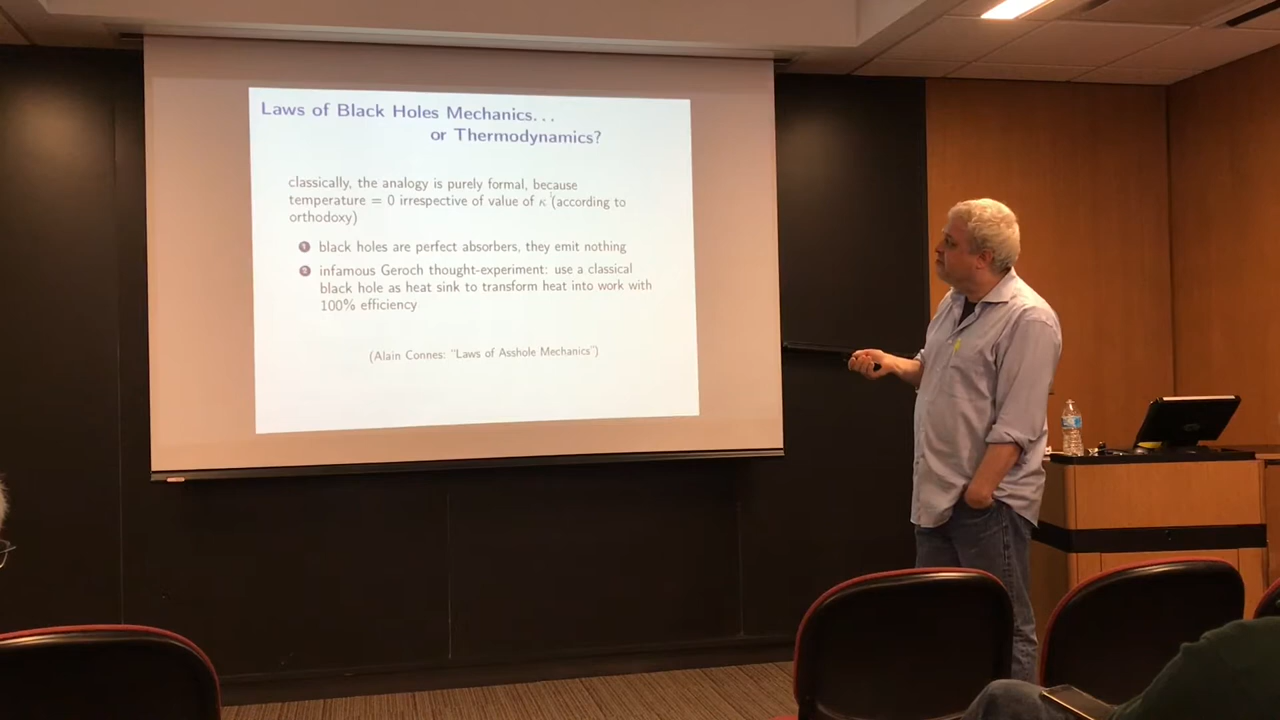 Laws of Black Holes Mechanics...
or Thermodynamics?
classically, the analogy is purely formal, because
temperature = 0 irrespective of value of κ (according to
orthodoxy)
1 black holes are perfect absorbers, they emit nothing
2 infamous Geroch thought-experiment: use a classical
black hole as heat sink to transform heat into work with
100% efficiency
(Alain Connes: “Laws of Asshole Mechanics”)